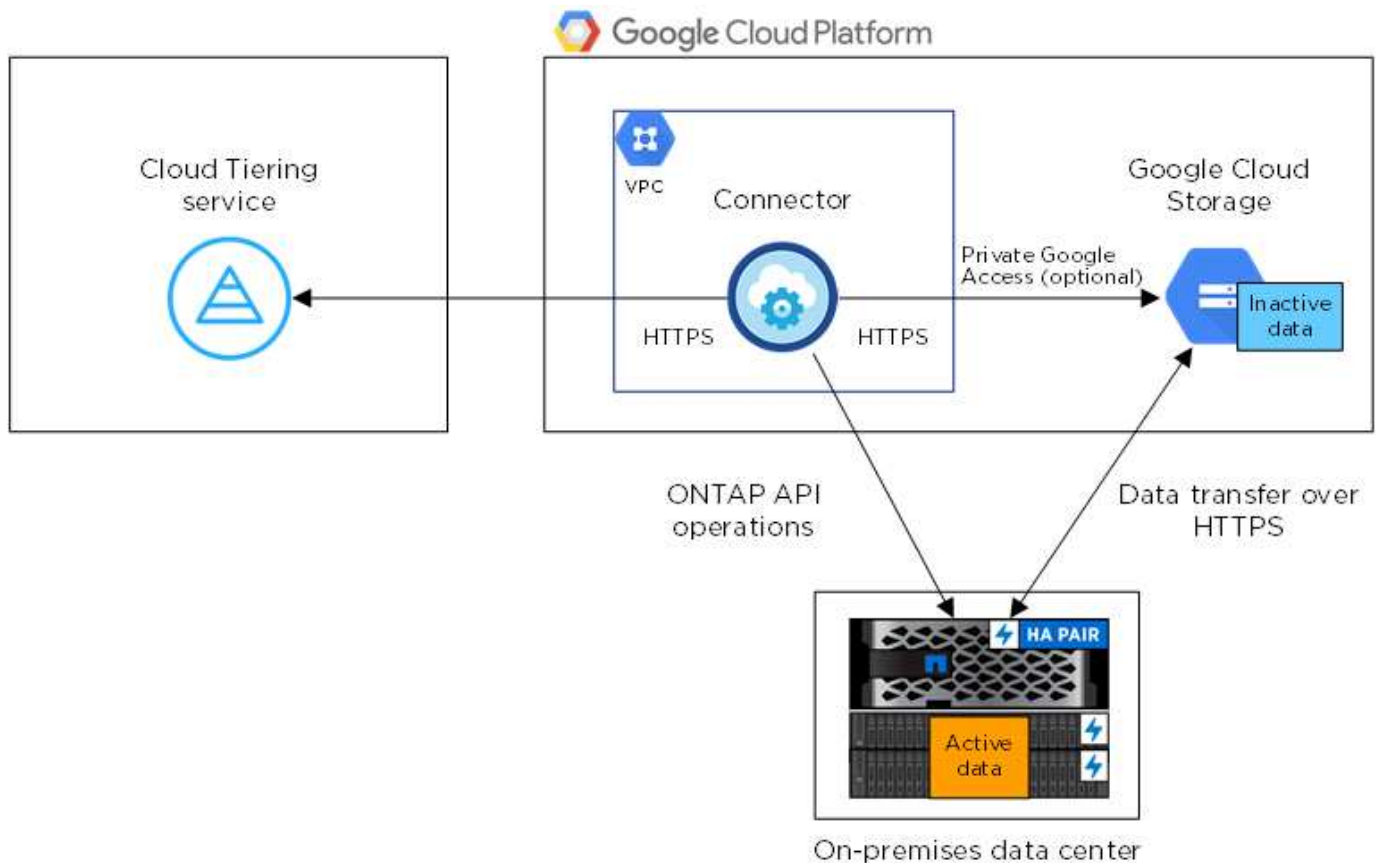 Google Cloud Platform
Cloud Tiering
service
VPC
Connector
Google Cloud
Storage
Private Google
Access (optional)
HTTPS
HTTPS
Inactive
data
ONTAP API
operations
Data transfer over
HTTPS
HA PAIR
Active
data
On-premises data center